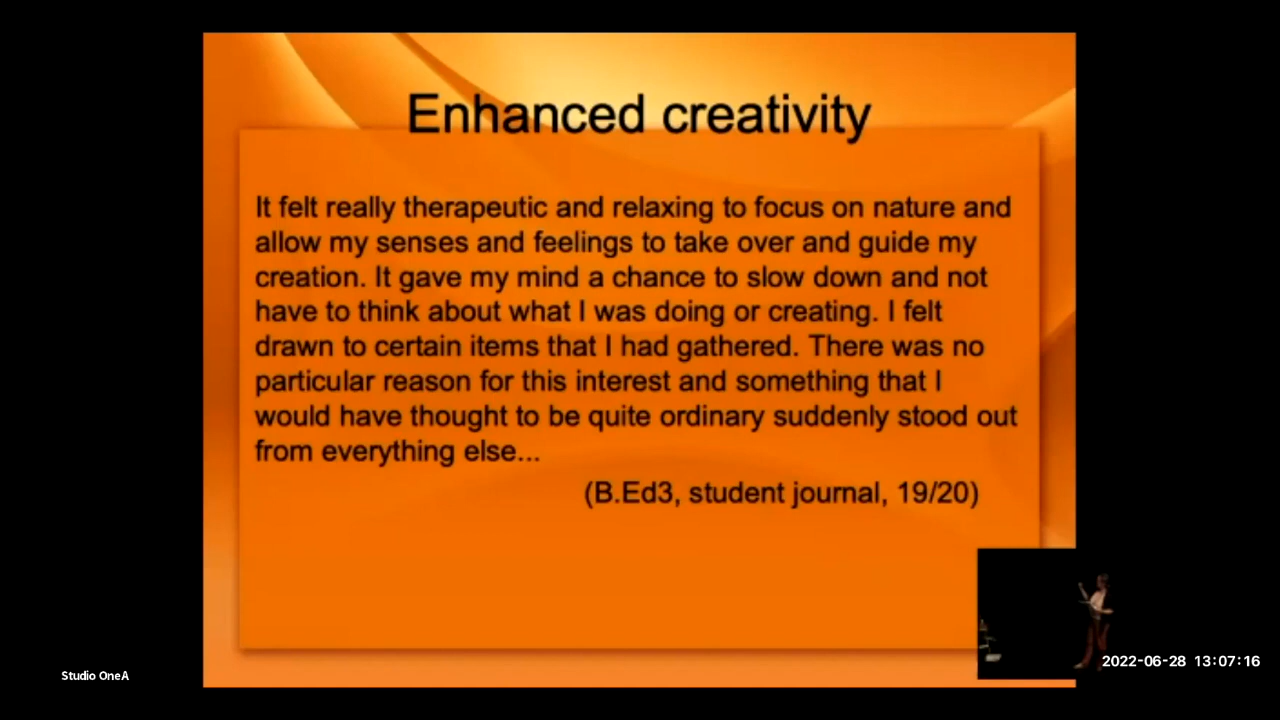 Enhanced creativity
It felt really therapeutic and relaxing to focus on nature and
allow my senses and feelings to take over and guide my
creation. It gave my mind a chance to slow down and not
have to think about what I was doing or creating. I felt
drawn to certain items that I had gathered. There was no
particular reason for this interest and something that I
would have thought to be quite ordinary suddenly stood out
from everything else...
(B.Ed3, student journal, 19/20)
2022-06-28 13:07:16
Studio OneA